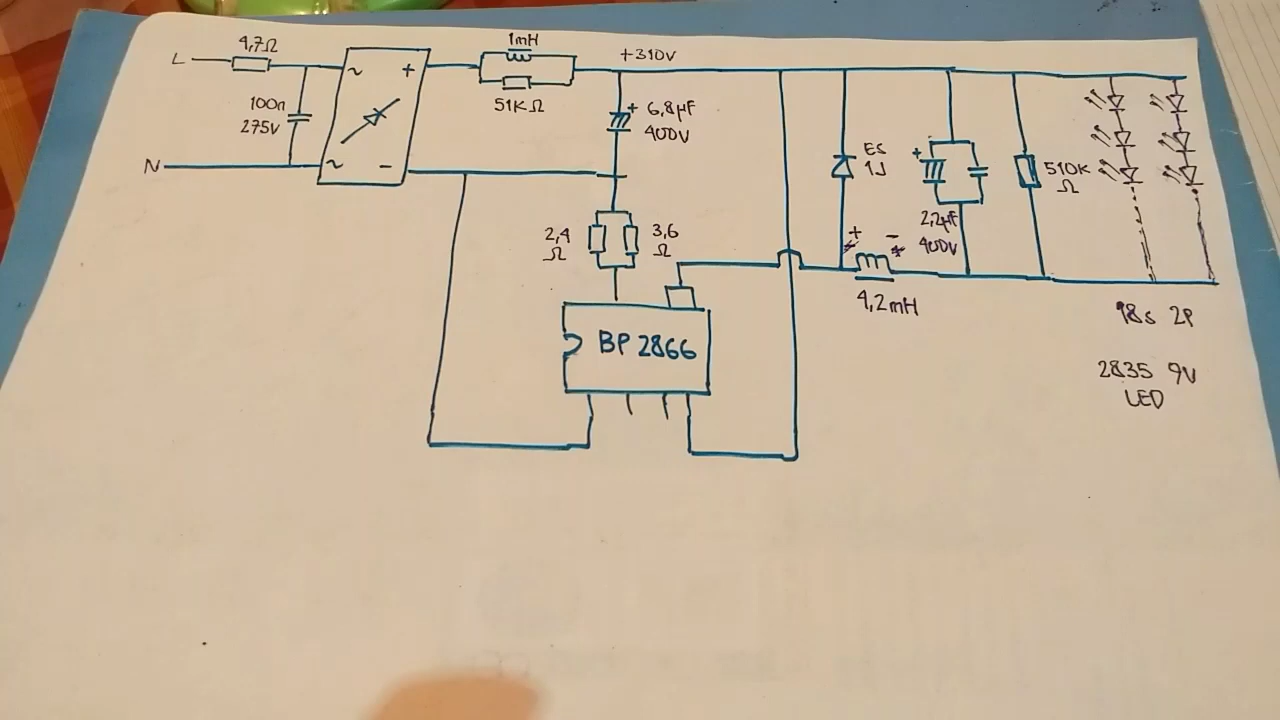 L
4,7Ω
100n
275V
N
~
+
~
-
1mH
51KΩ
+310V
+
6,8µF
400V
2,4
Ω
3,6
Ω
BP 2866
ES
1J
+
-
4,2mH
+
2,2µF
400V
510K
Ω
18s 2P
2835 9V
LED